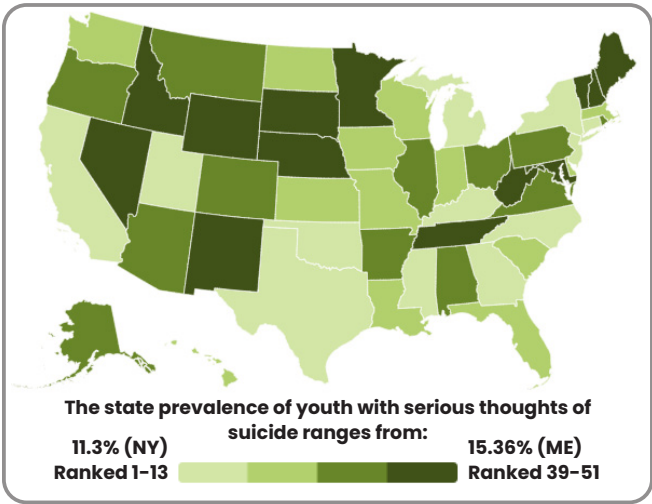 The state prevalence of youth with serious thoughts of
suicide ranges from:
11.3% (NY)
Ranked 1-13
15.36% (ME)
Ranked 39-51